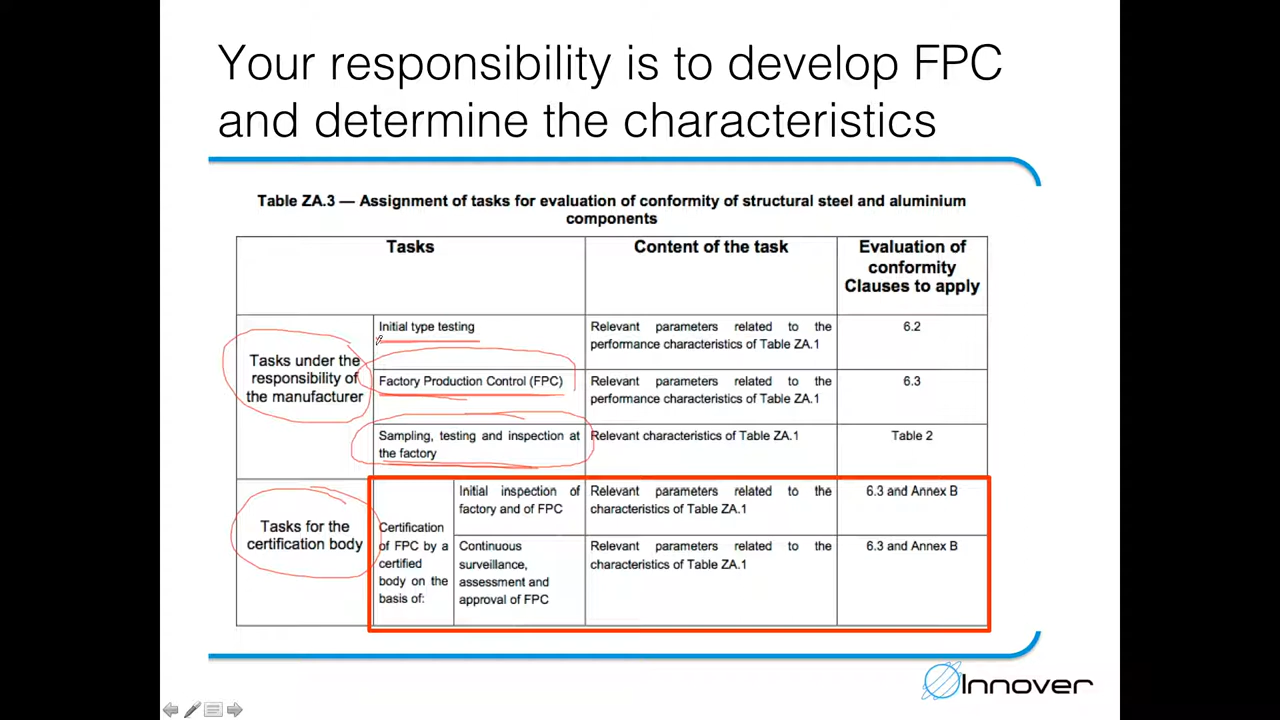 Your responsibility is to develop FPC
and determine the characteristics
Table ZA.3 — Assignment of tasks for evaluation of conformity of structural steel and aluminium
components
Tasks
Content of the task
Evaluation of
conformity
Clauses to apply
Tasks under the
responsibility of
the manufacturer
Initial type testing
Relevant parameters related to the
performance characteristics of Table ZA.1
6.2
Factory Production Control (FPC)
Relevant parameters related to the
performance characteristics of Table ZA.1
6.3
Sampling, testing and inspection at
the factory
Relevant characteristics of Table ZA.1
Table 2
Tasks for the
certification body
Certification
of FPC by a
certified
body on the
basis of:
Initial inspection of
factory and of FPC
Relevant parameters related to the
characteristics of Table ZA.1
6.3 and Annex B
Continuous
surveillance,
assessment and
approval of FPC
Relevant parameters related to the
characteristics of Table ZA.1
6.3 and Annex B
Innover